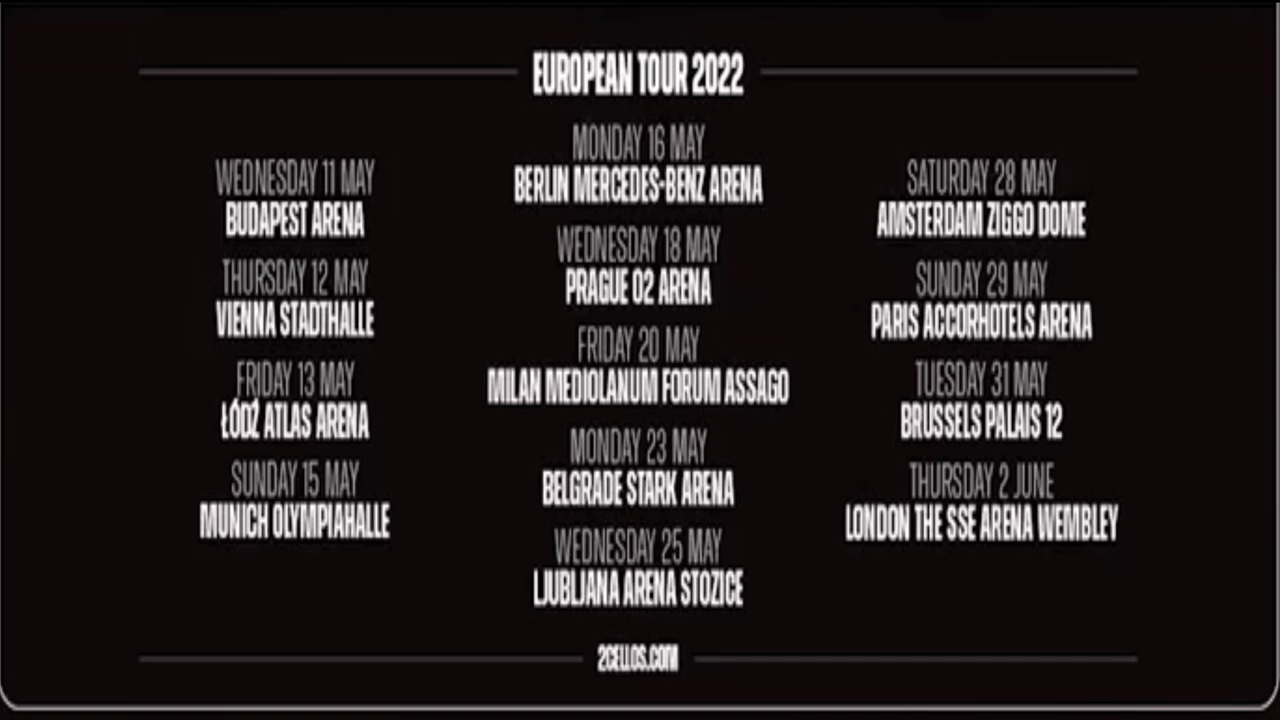 EUROPEAN TOUR 2022
WEDNESDAY 11 MAY
BUDAPEST ARENA
THURSDAY 12 MAY
VIENNA STADTHALLE
FRIDAY 13 MAY
ŁÓDŹ ATLAS ARENA
SUNDAY 15 MAY
MUNICH OLYMPIAHALLE
MONDAY 16 MAY
BERLIN MERCEDES-BENZ ARENA
WEDNESDAY 18 MAY
PRAGUE O2 ARENA
FRIDAY 20 MAY
MILAN MEDIOLANUM FORUM ASSAGO
MONDAY 23 MAY
BELGRADE STARK ARENA
WEDNESDAY 25 MAY
LJUBLJANA ARENA STOZICE
SATURDAY 28 MAY
AMSTERDAM ZIGGO DOME
SUNDAY 29 MAY
PARIS ACCORHOTELS ARENA
TUESDAY 31 MAY
BRUSSELS PALAIS 12
THURSDAY 2 JUNE
LONDON THE SSE ARENA WEMBLEY
2CELLOS.COM